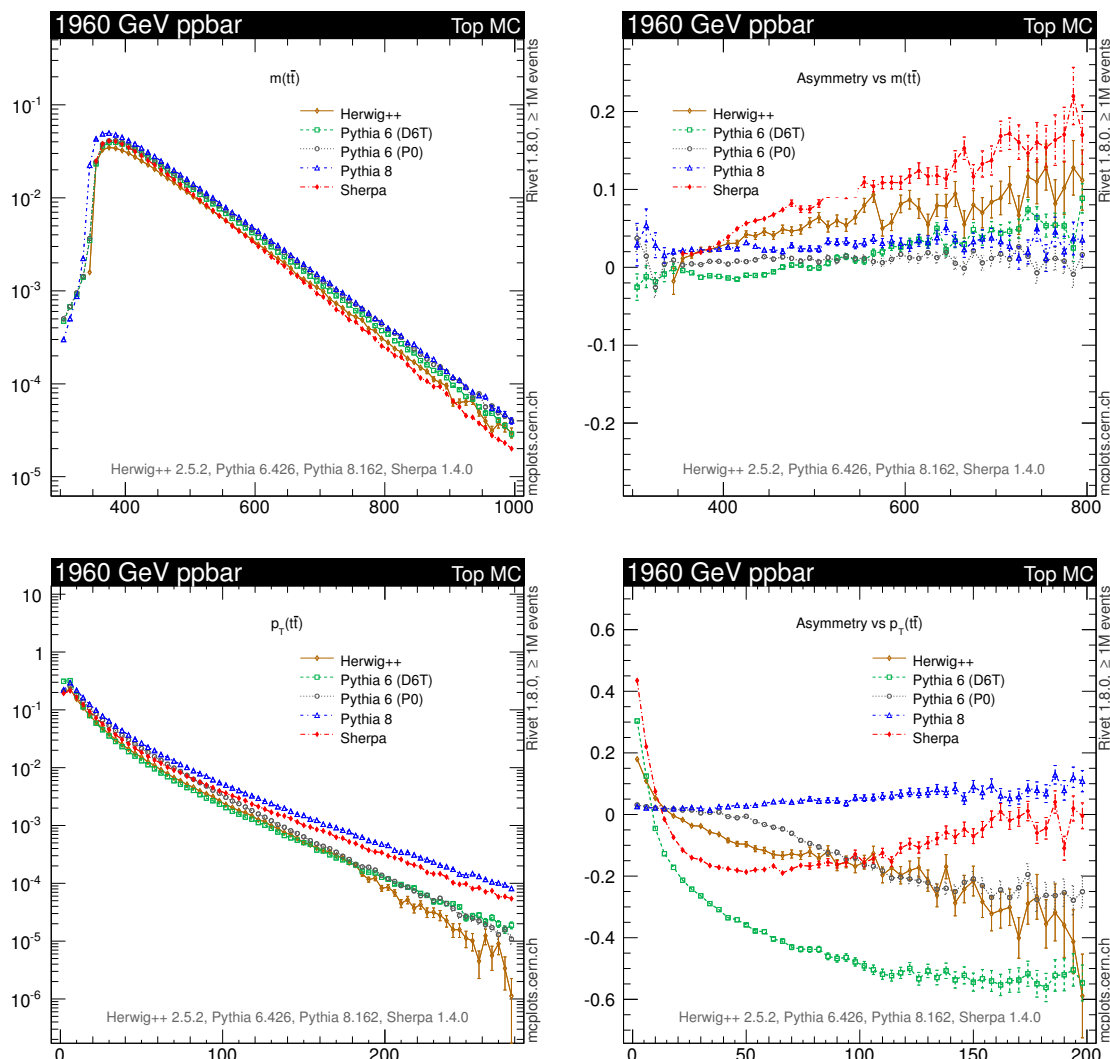 1960 GeV ppbar Top MC
m(tt̄)
Herwig++
Pythia 6 (D6T)
Pythia 6 (P0)
Pythia 8
Sherpa
10⁻¹
10⁻²
10⁻³
10⁻⁴
10⁻⁵
400 600 800 1000
Herwig++ 2.5.2, Pythia 6.426, Pythia 8.162, Sherpa 1.4.0
Rivet 1.8.0, ≥ 1M events
mcplots.cern.ch
1960 GeV ppbar Top MC
Asymmetry vs m(tt̄)
Herwig++
Pythia 6 (D6T)
Pythia 6 (P0)
Pythia 8
Sherpa
0.2
0.1
0
-0.1
-0.2
400 600 800
Herwig++ 2.5.2, Pythia 6.426, Pythia 8.162, Sherpa 1.4.0
Rivet 1.8.0, ≥ 1M events
mcplots.cern.ch
1960 GeV ppbar Top MC
p_T(tt̄)
Herwig++
Pythia 6 (D6T)
Pythia 6 (P0)
Pythia 8
Sherpa
10
1
10⁻¹
10⁻²
10⁻³
10⁻⁴
10⁻⁵
10⁻⁶
0 100 200
Herwig++ 2.5.2, Pythia 6.426, Pythia 8.162, Sherpa 1.4.0
Rivet 1.8.0, ≥ 1M events
mcplots.cern.ch
1960 GeV ppbar Top MC
Asymmetry vs p_T(tt̄)
Herwig++
Pythia 6 (D6T)
Pythia 6 (P0)
Pythia 8
Sherpa
0.6
0.4
0.2
0
-0.2
-0.4
-0.6
0 50 100 150 200
Herwig++ 2.5.2, Pythia 6.426, Pythia 8.162, Sherpa 1.4.0
Rivet 1.8.0, ≥ 1M events
mcplots.cern.ch